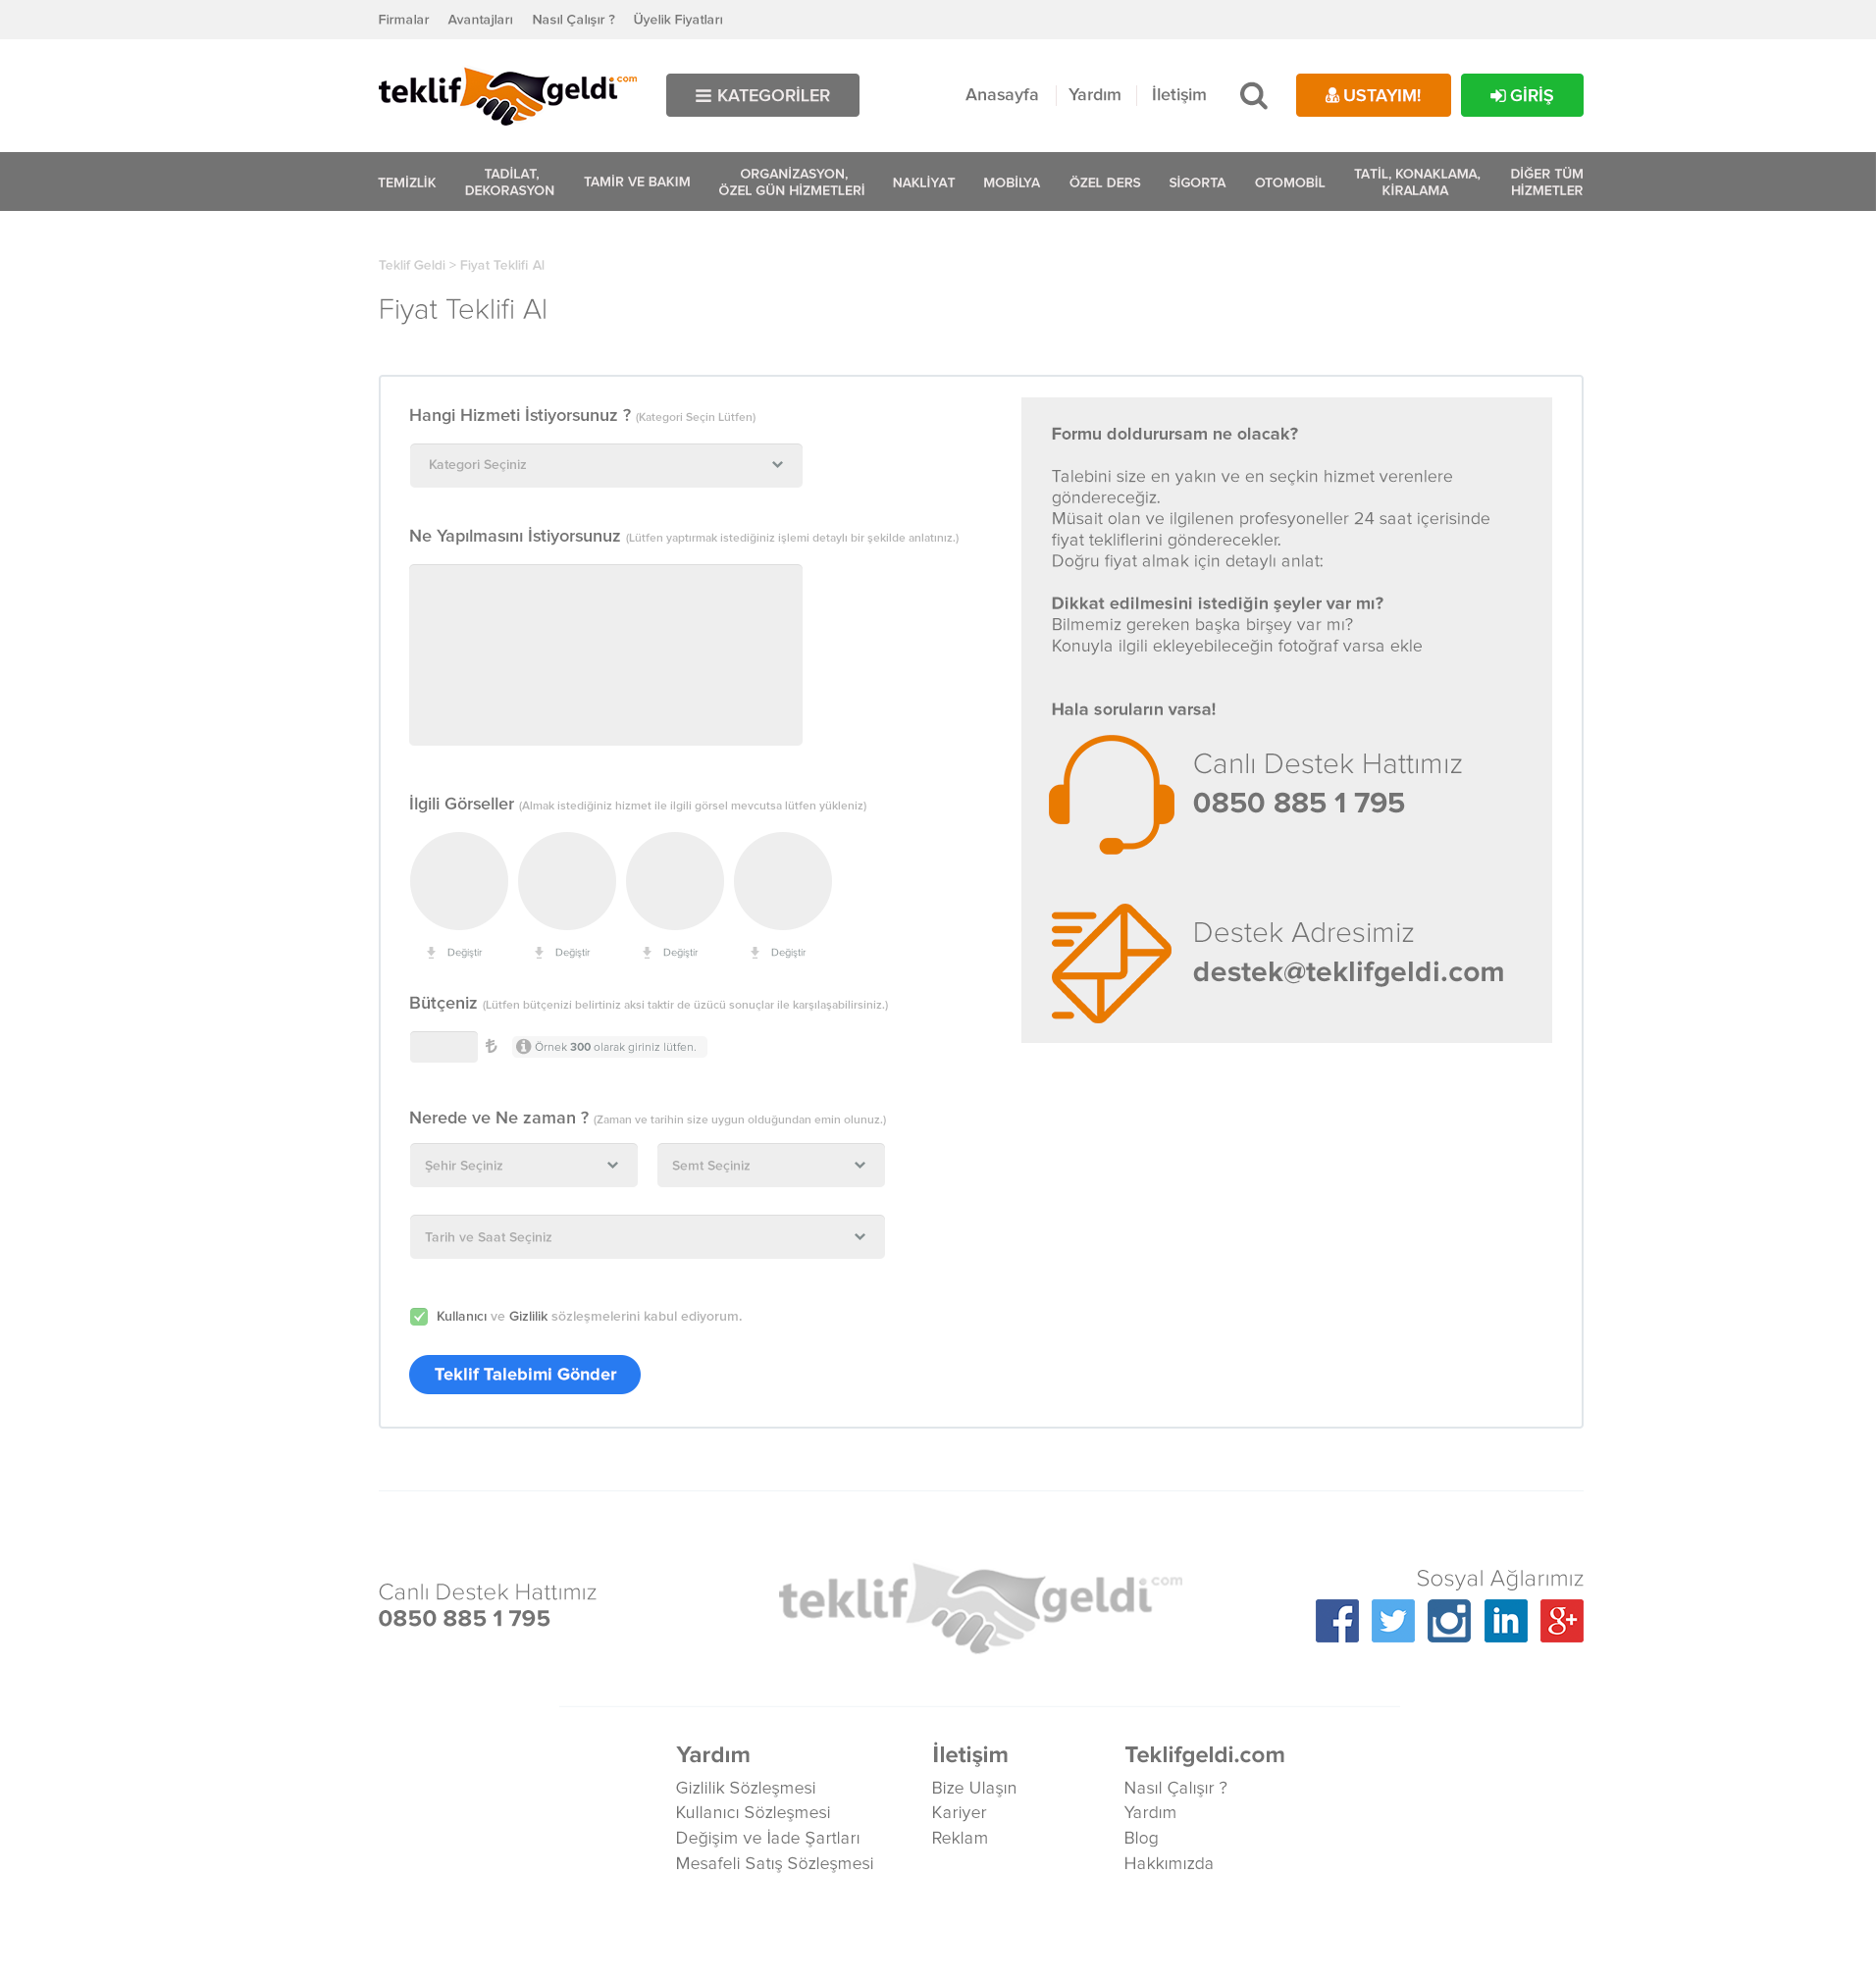 Firmalar Avantajları Nasıl Çalışır ? Üyelik Fiyatları
teklif geldi .com
KATEGORİLER
Anasayfa Yardım İletişim
USTAYIM! GİRİŞ
TEMİZLİK
TADİLAT,
DEKORASYON
TAMİR VE BAKIM
ORGANİZASYON,
ÖZEL GÜN HİZMETLERİ
NAKLİYAT
MOBİLYA
ÖZEL DERS
SİGORTA
OTOMOBİL
TATİL, KONAKLAMA,
KİRALAMA
DİĞER TÜM
HİZMETLER
Teklif Geldi > Fiyat Teklifi Al
Fiyat Teklifi Al
Hangi Hizmeti İstiyorsunuz ? (Kategori Seçin Lütfen)
Kategori Seçiniz
Ne Yapılmasını İstiyorsunuz (Lütfen yaptırmak istediğiniz işlemi detaylı bir şekilde anlatınız.)
İlgili Görseller (Almak istediğiniz hizmet ile ilgili görsel mevcutsa lütfen yükleniz)
Değiştir Değiştir Değiştir Değiştir
Bütçeniz (Lütfen bütçenizi belirtiniz aksi taktir de üzücü sonuçlar ile karşılaşabilirsiniz.)
₺ Örnek 300 olarak giriniz lütfen.
Nerede ve Ne zaman ? (Zaman ve tarihin size uygun olduğundan emin olunuz.)
Şehir Seçiniz Semt Seçiniz
Tarih ve Saat Seçiniz
Kullanıcı ve Gizlilik sözleşmelerini kabul ediyorum.
Teklif Talebimi Gönder
Formu doldurursam ne olacak?
Talebini size en yakın ve en seçkin hizmet verenlere
göndereceğiz.
Müsait olan ve ilgilenen profesyoneller 24 saat içerisinde
fiyat tekliflerini gönderecekler.
Doğru fiyat almak için detaylı anlat:
Dikkat edilmesini istediğin şeyler var mı?
Bilmemiz gereken başka birşey var mı?
Konuyla ilgili ekleyebileceğin fotoğraf varsa ekle
Hala soruların varsa!
Canlı Destek Hattımız
0850 885 1 795
Destek Adresimiz
destek@teklifgeldi.com
Canlı Destek Hattımız
0850 885 1 795
teklif geldi .com
Sosyal Ağlarımız
f in g+
Yardım
Gizlilik Sözleşmesi
Kullanıcı Sözleşmesi
Değişim ve İade Şartları
Mesafeli Satış Sözleşmesi
İletişim
Bize Ulaşın
Kariyer
Reklam
Teklifgeldi.com
Nasıl Çalışır ?
Yardım
Blog
Hakkımızda